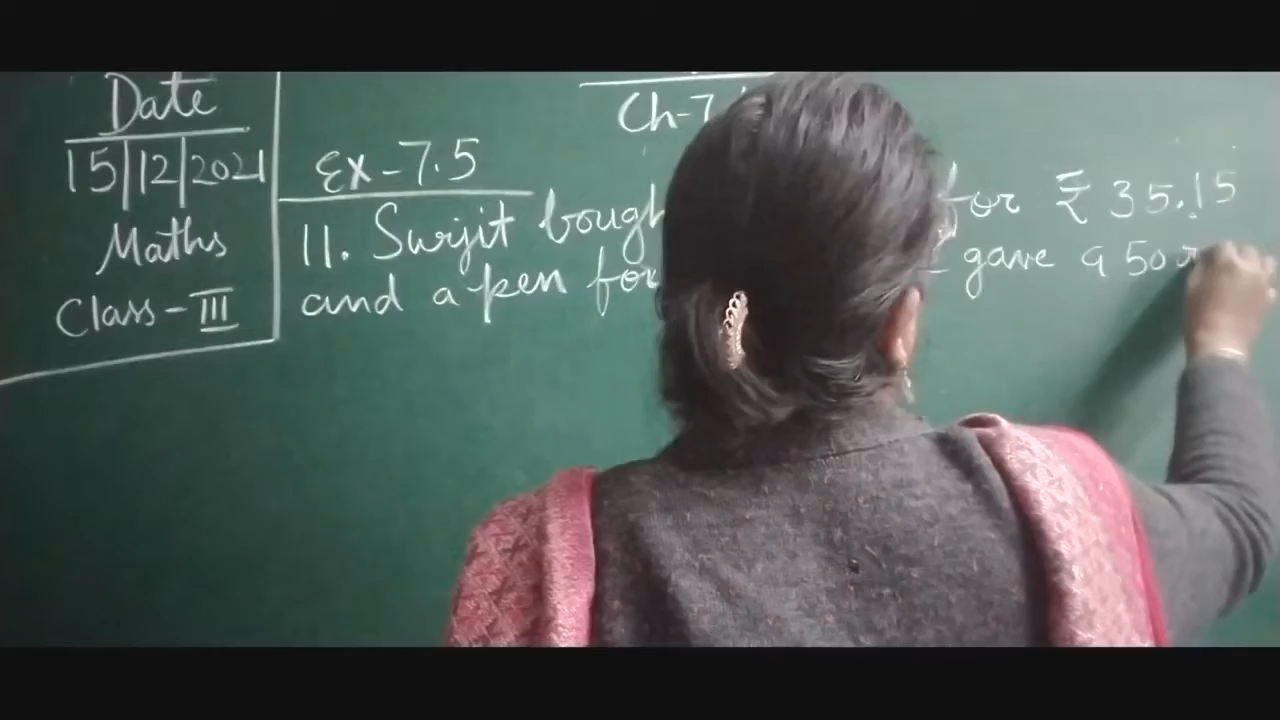 Date
15/12/2021
Maths
Class-III
Ch-7
Ex-7.5
11. Surjit for ₹ 35.15
and a pen for gave a 50